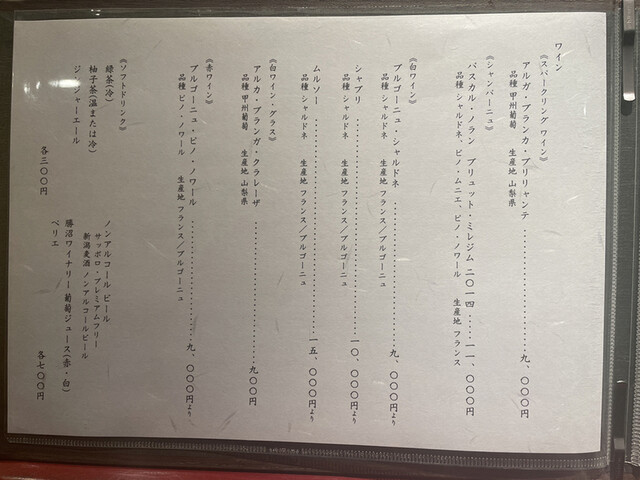 ワイン
《スパークリング ワイン》
アルガ・ブランカ・ブリリャンテ ‥‥‥‥‥‥‥‥ 九、〇〇〇円
品種 甲州葡萄 生産地 山梨県
《シャンパーニュ》
パスカル・ノラン ブリュット・ミレジム 二〇一四 ‥‥ 一一、〇〇〇円
品種 シャルドネ、ピノ・ムニエ、ピノ・ノワール 生産地 フランス
《白ワイン》
ブルゴーニュ・シャルドネ ‥‥‥‥‥‥‥‥ 九、〇〇〇円より
品種 シャルドネ 生産地 フランス/ブルゴーニュ
シャブリ ‥‥‥‥‥‥‥‥ 一〇、〇〇〇円より
品種 シャルドネ 生産地 フランス/ブルゴーニュ
ムルソー ‥‥‥‥‥‥‥‥ 一五、〇〇〇円より
品種 シャルドネ 生産地 フランス/ブルゴーニュ
《白ワイン・グラス》
アルカ・ブランガ・クラレーザ ‥‥‥‥‥‥‥‥ 九〇〇円
品種 甲州葡萄 生産地 山梨県
《赤ワイン》
ブルゴーニュ・ピノ・ノワール ‥‥‥‥‥‥‥‥ 九、〇〇〇円より
品種 ピノ・ノワール 生産地 フランス/ブルゴーニュ
《ソフトドリンク》
緑茶(冷)
柚子茶(温または冷)
ジンジャーエール
各三〇〇円
ノンアルコール ビール
サッポロ・プレミアムフリー
新潟麦酒 ノンアルコールビール
勝沼ワイナリー 葡萄ジュース(赤・白)
ペリエ
各七〇〇円